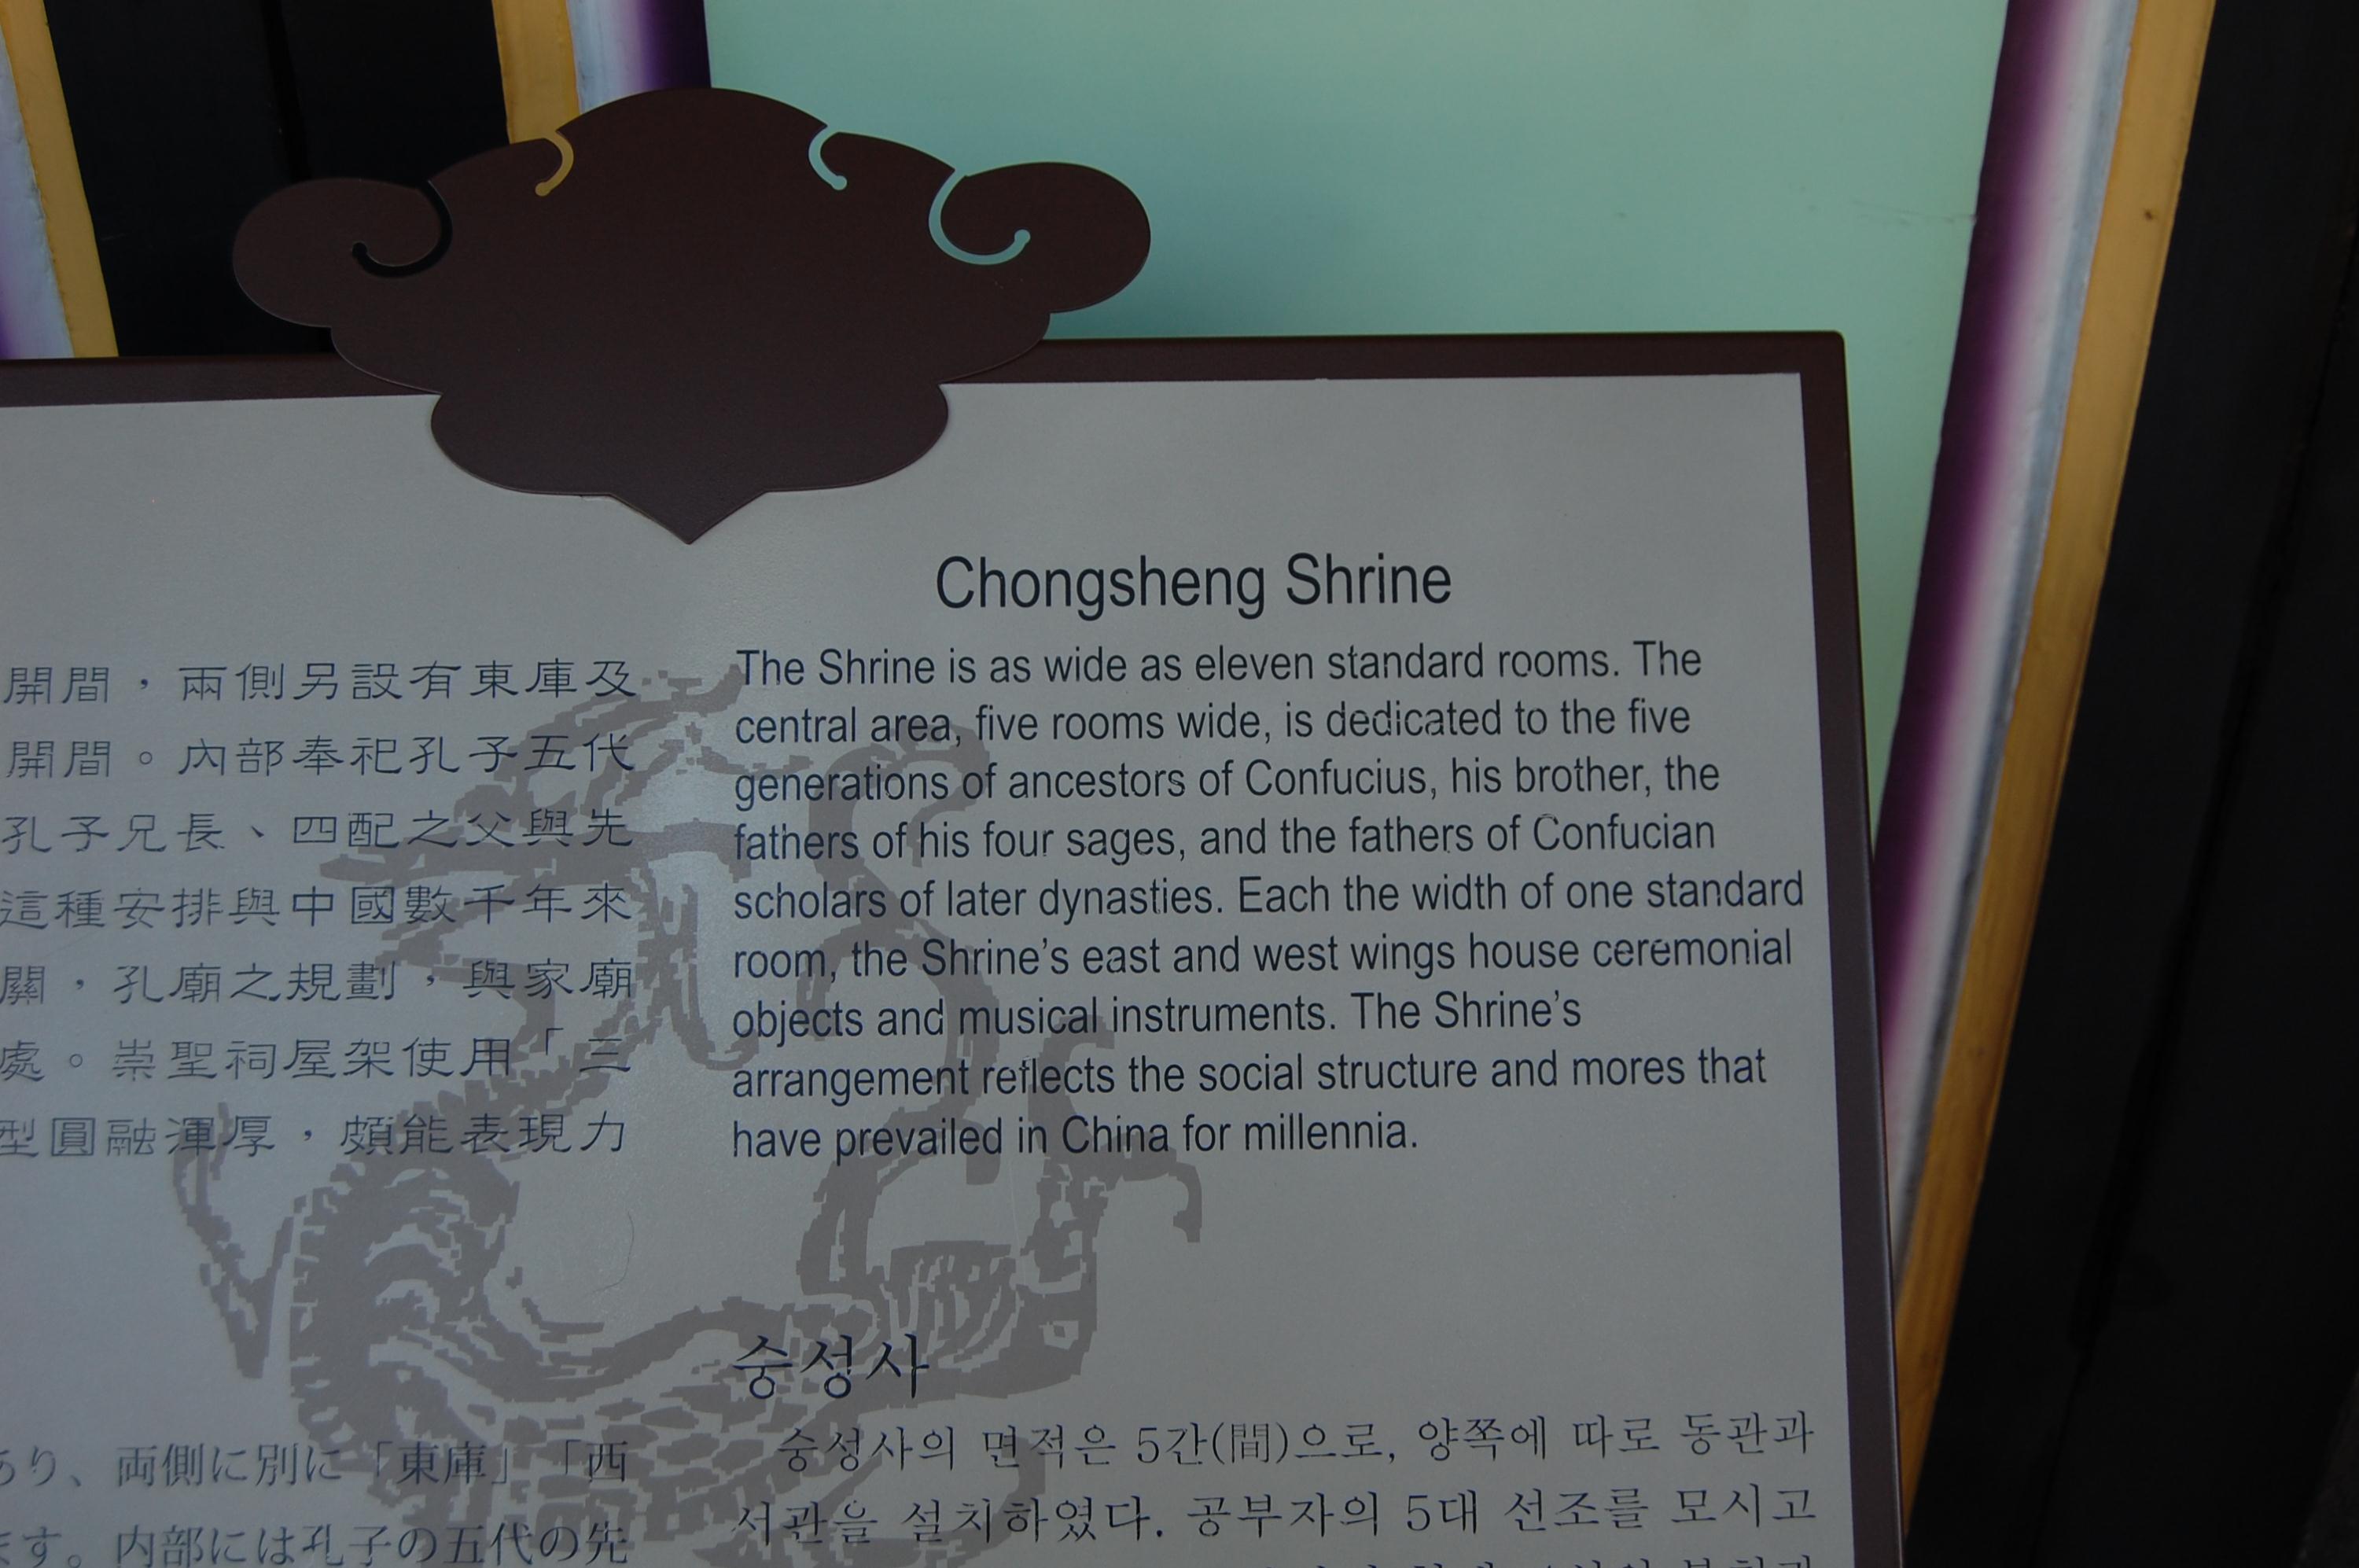 開間，兩側另設有東庫及
開間。內部奉祀孔子五代
孔子兄長、四配之父與先
這種安排與中國數千年來
關，孔廟之規劃，與家廟
處。崇聖祠屋架使用「三
型圓融渾厚，頗能表現力
Chongsheng Shrine
The Shrine is as wide as eleven standard rooms. The
central area, five rooms wide, is dedicated to the five
generations of ancestors of Confucius, his brother, the
fathers of his four sages, and the fathers of Confucian
scholars of later dynasties. Each the width of one standard
room, the Shrine's east and west wings house ceremonial
objects and musical instruments. The Shrine's
arrangement reflects the social structure and mores that
have prevailed in China for millennia.
あり、両側に別に「東庫」「西
ます。内部には孔子の五代の先
숭성사
숭성사의 면적은 5간(間)으로, 양쪽에 따로 동관과
서관을 설치하였다. 공부자의 5대 선조를 모시고